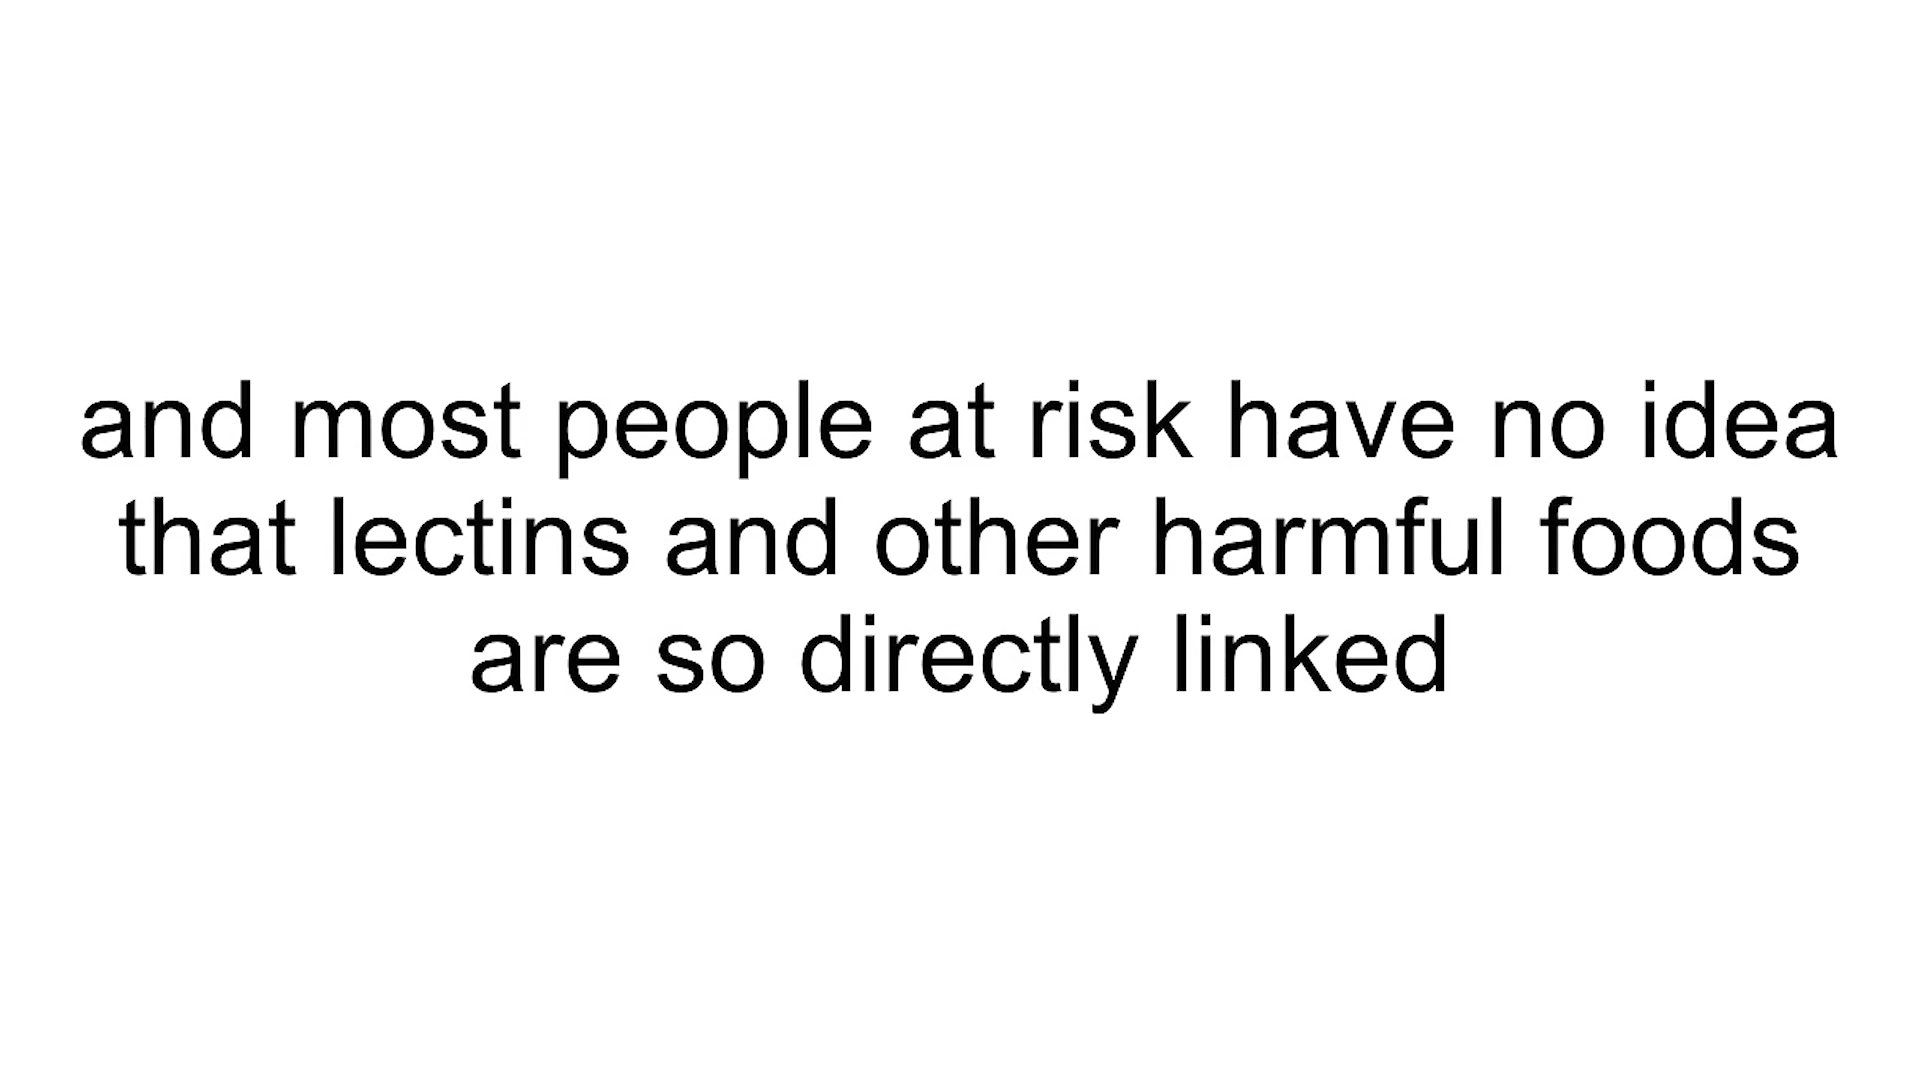 and most people at risk have no idea
that lectins and other harmful foods
are so directly linked